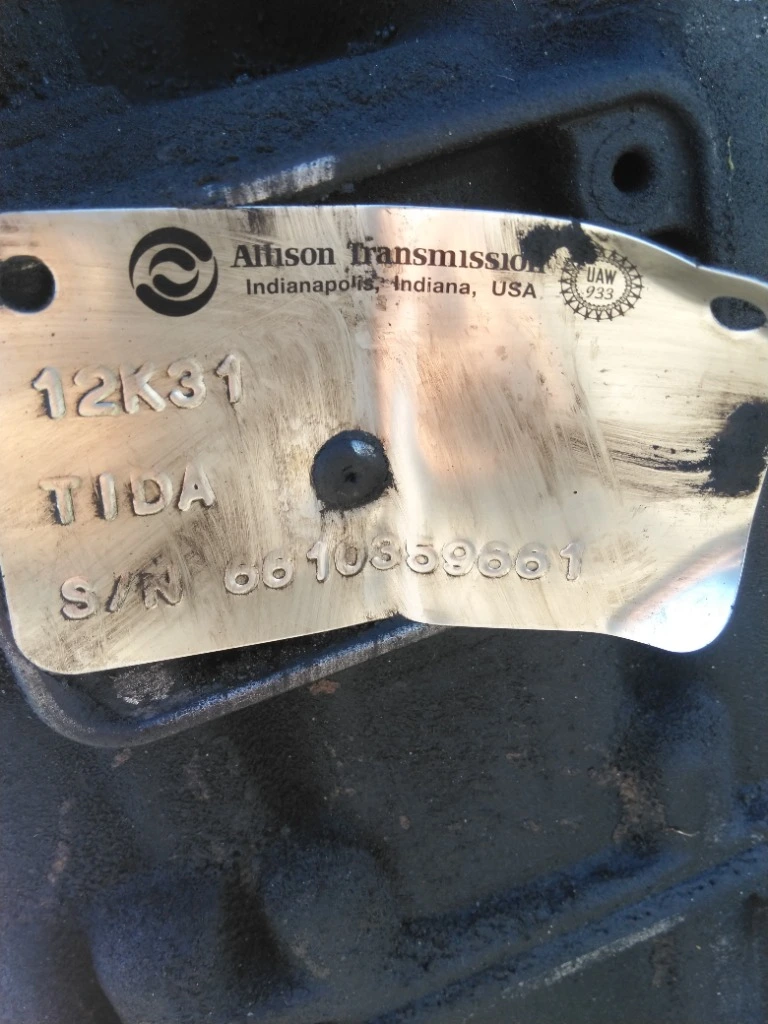 Allison Transmission
Indianapolis, Indiana, USA
UAW
933
12K31
TIDA
S/N 6610359661